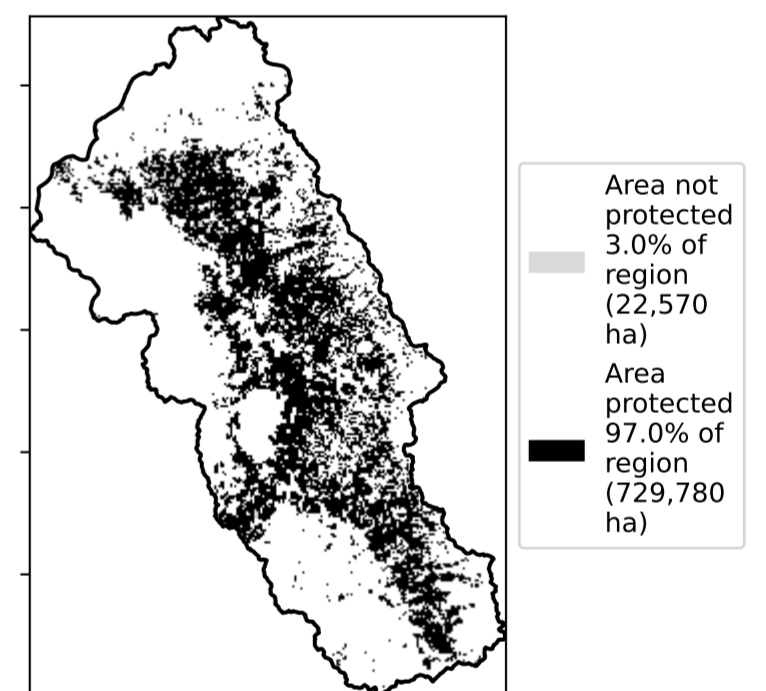 Area not
protected
3.0% of
region
(22,570
ha)
Area
protected
97.0% of
region
(729,780
ha)